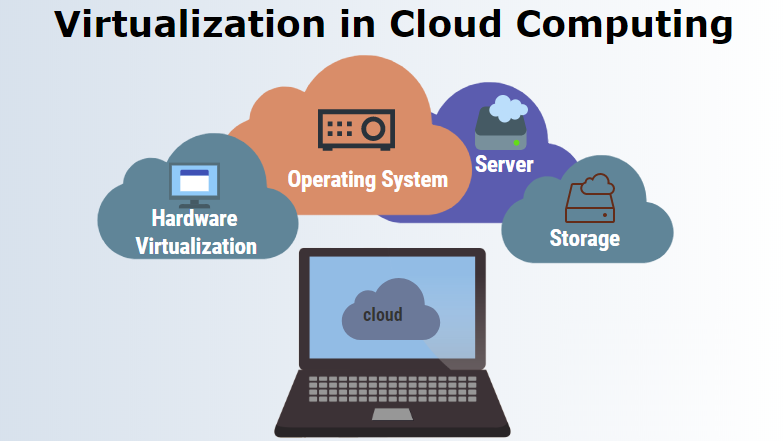 Virtualization in Cloud Computing
Operating System
Server
Hardware
Virtualization
Storage
cloud